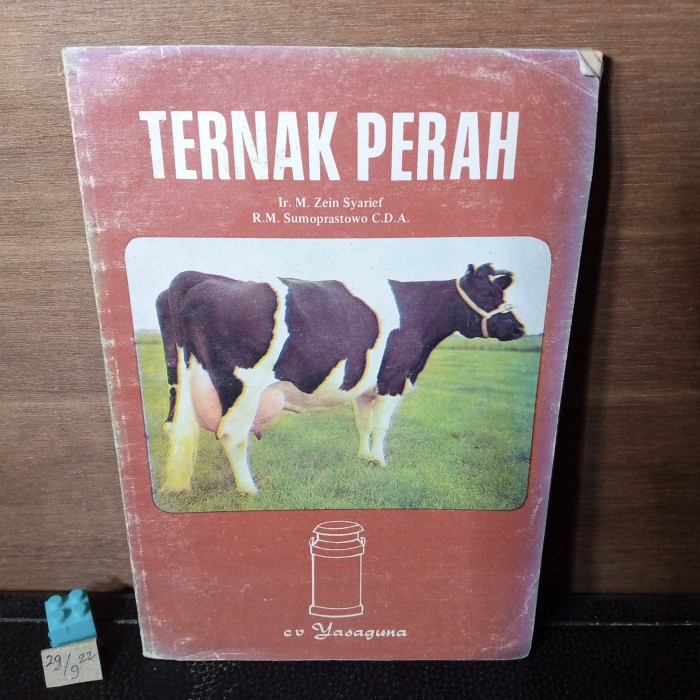 TERNAK PERAH
Ir. M. Zein Syarief
R.M. Sumoprastowo C.D.A.
cv Yasaguna
29/9 22